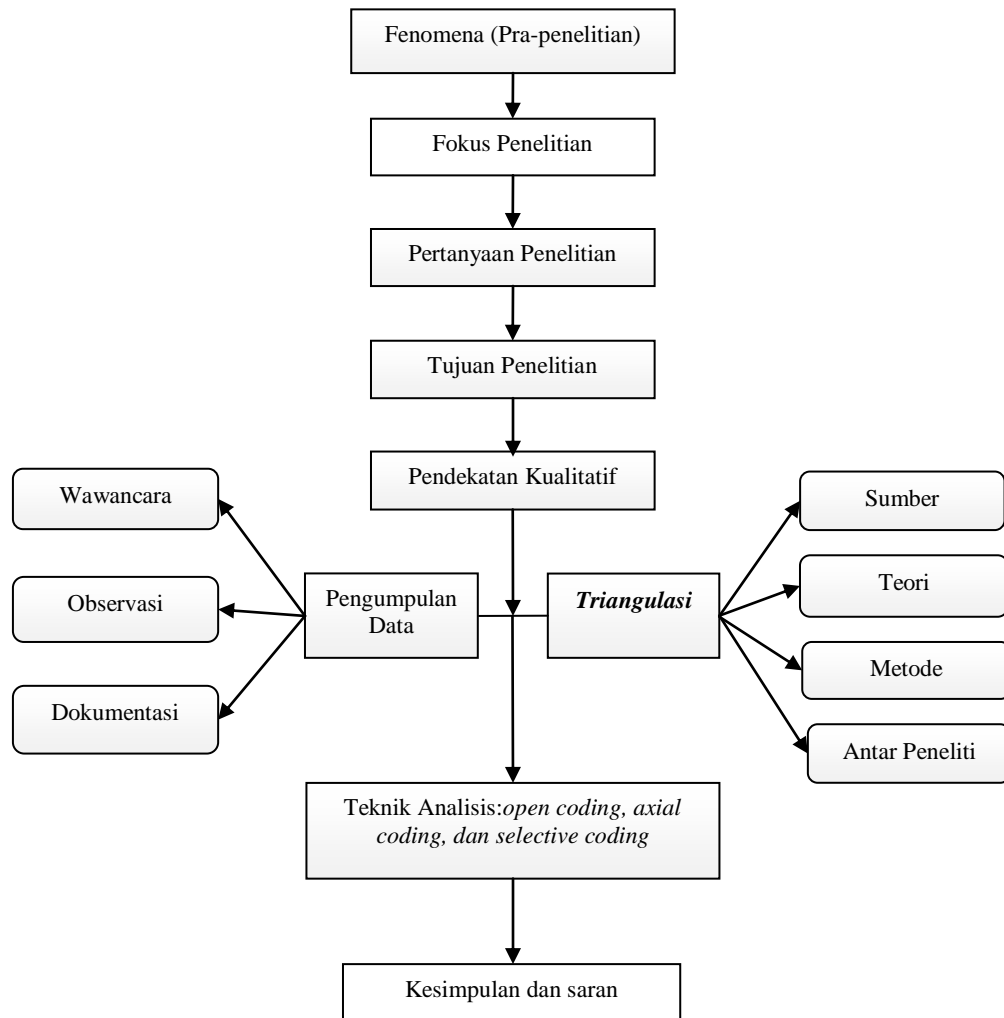 Fenomena (Pra-penelitian)
Fokus Penelitian
Pertanyaan Penelitian
Tujuan Penelitian
Pendekatan Kualitatif
Wawancara
Observasi
Dokumentasi
Pengumpulan
Data
Triangulasi
Sumber
Teori
Metode
Antar Peneliti
Teknik Analisis:open coding, axial
coding, dan selective coding
Kesimpulan dan saran